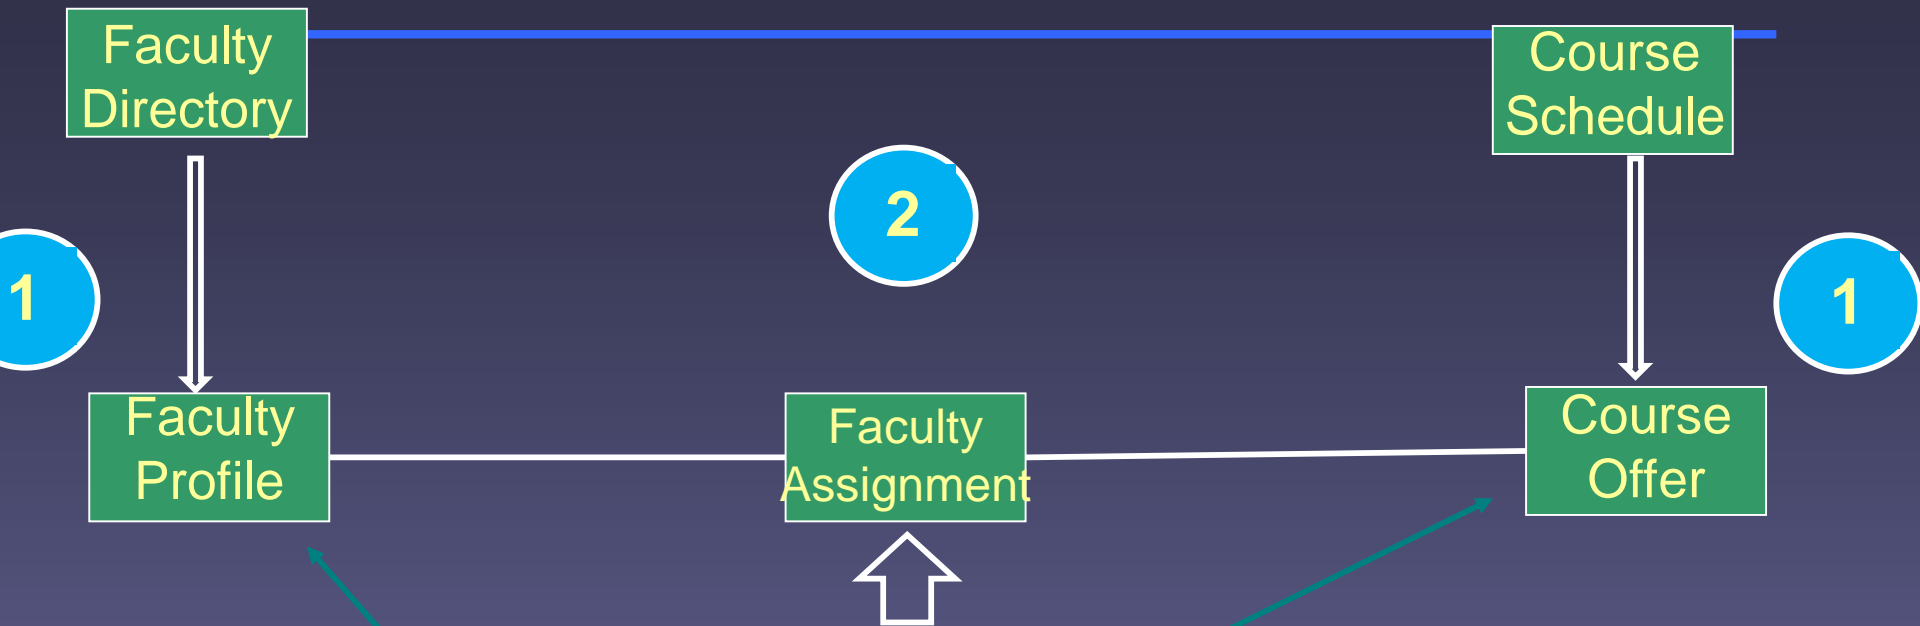 Faculty
Directory
Course
Schedule
2
1
1
Faculty
Profile
Faculty
Assignment
Course
Offer